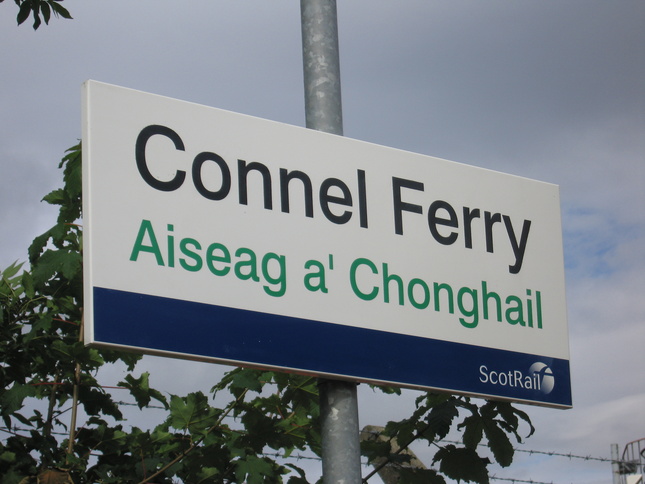 Connel Ferry
Aiseag a' Chonghail
ScotRail